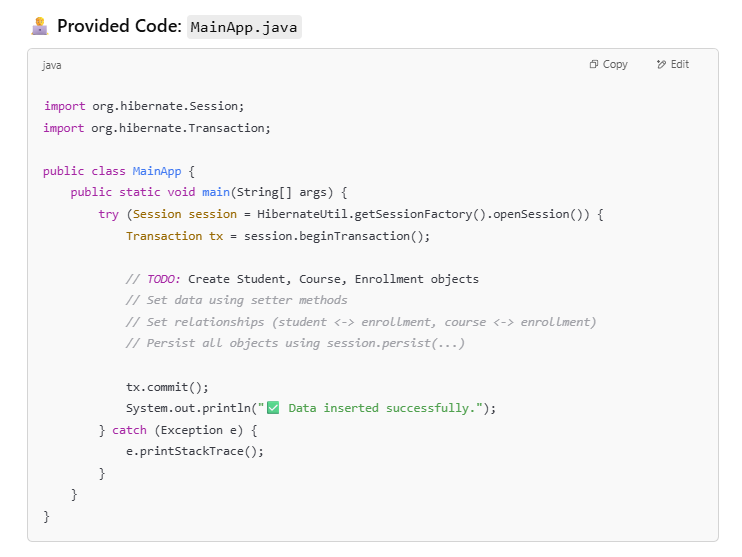 🧑‍💻 Provided Code: MainApp.java
java
Copy
Edit
import org.hibernate.Session;
import org.hibernate.Transaction;
public class MainApp {
public static void main(String[] args) {
try (Session session = HibernateUtil.getSessionFactory().openSession()) {
Transaction tx = session.beginTransaction();
// TODO: Create Student, Course, Enrollment objects
// Set data using setter methods
// Set relationships (student <-> enrollment, course <-> enrollment)
// Persist all objects using session.persist(...)
tx.commit();
System.out.println("✅ Data inserted successfully.");
} catch (Exception e) {
e.printStackTrace();
}
}
}